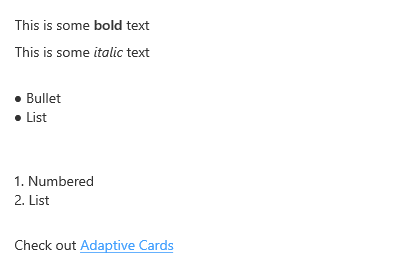 This is some bold text
This is some italic text
● Bullet
● List
1. Numbered
2. List
Check out Adaptive Cards